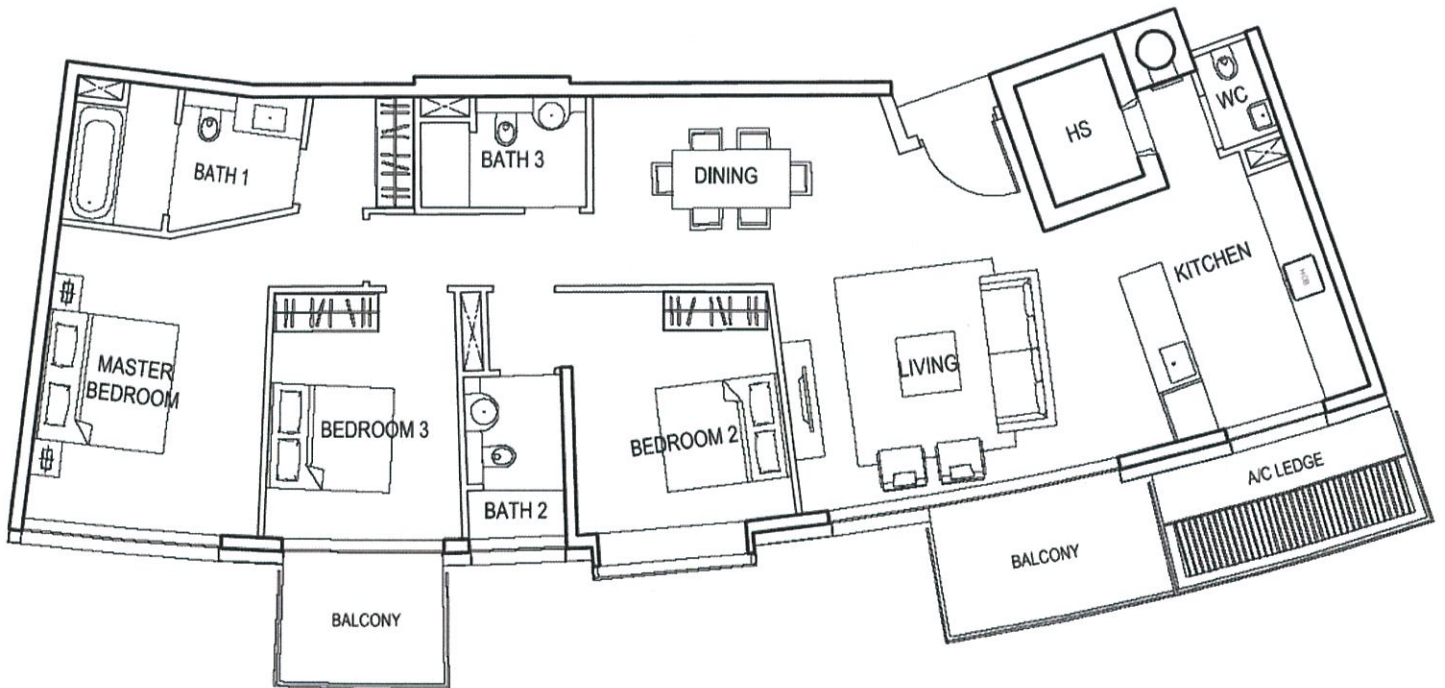 WC
HS
BATH 3
BATH 1
DINING
KITCHEN
HOB
MASTER
BEDROOM
LIVING
BEDROOM 3
BEDROOM 2
A/C LEDGE
BATH 2
BALCONY
BALCONY